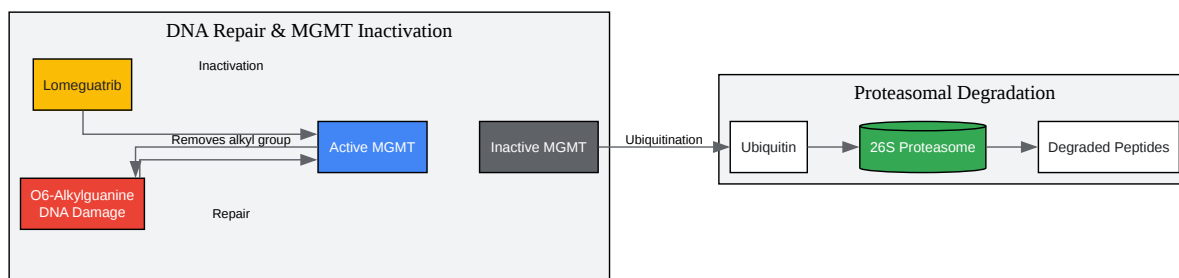 DNA Repair & MGMT Inactivation
Inactivation
Lomeguatrib
Removes alkyl group
Active MGMT
Inactive MGMT
O6-Alkylguanine
DNA Damage
Repair
Ubiquitination
Proteasomal Degradation
Ubiquitin
26S Proteasome
Degraded Peptides